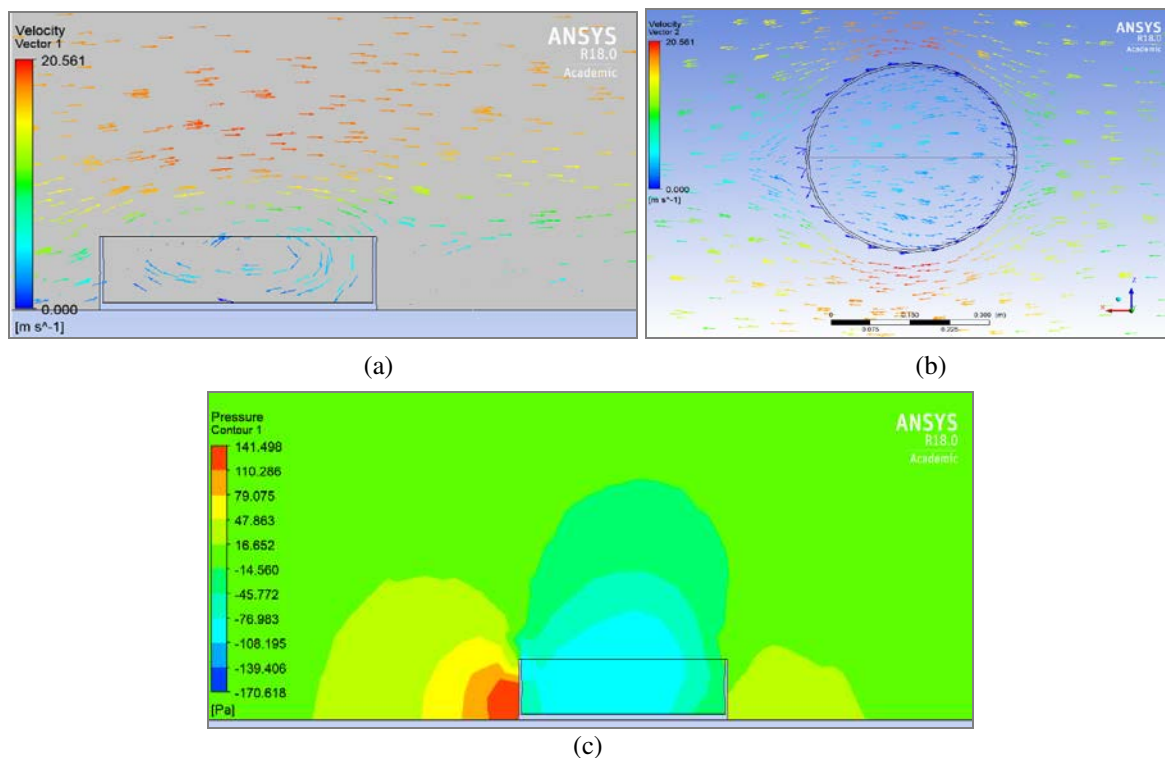 Velocity
Vector 1
20.561
0.000
[m s^-1]
ANSYS
R18.0
Academic
(a)
Velocity
Vector 2
20.561
0.000
[m s^-1]
ANSYS
R18.0
Academic
0
0.150
0.300 (m)
0.075
0.225
Z
X
(b)
Pressure
Contour 1
141.498
110.286
79.075
47.863
16.652
-14.560
-45.772
-76.983
-108.195
-139.406
-170.618
[Pa]
ANSYS
R18.0
Academic
(c)